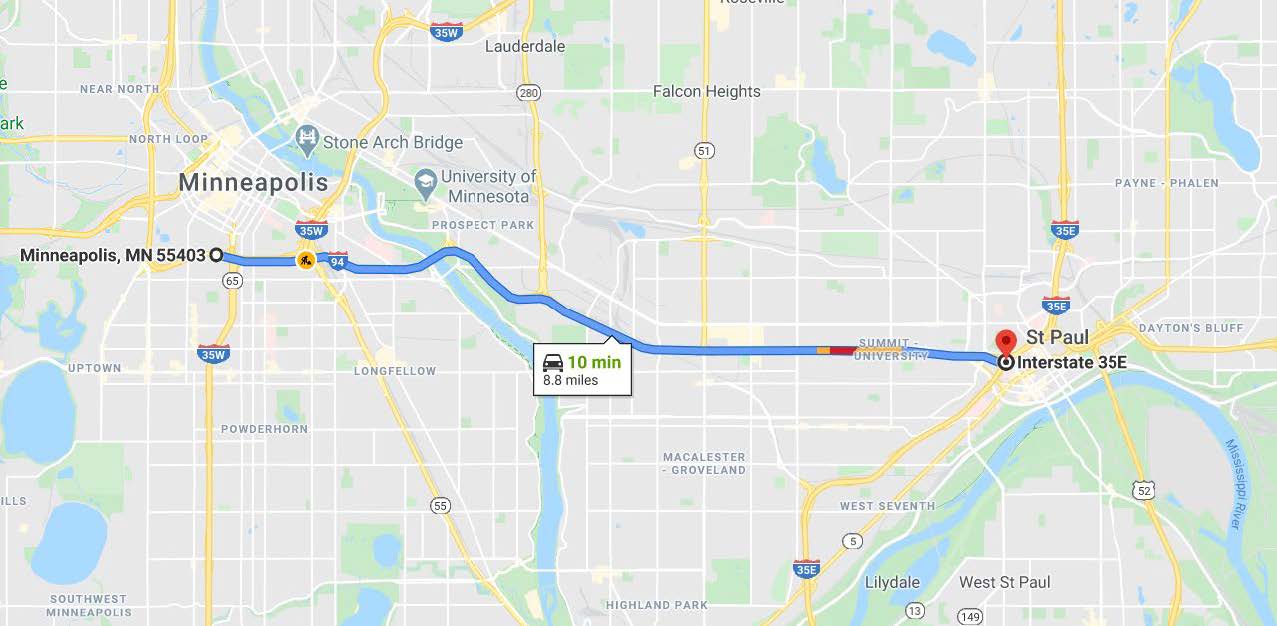 Roseville
35W
Lauderdale
NEAR NORTH
280
Falcon Heights
e
ark
NORTH LOOP
Stone Arch Bridge
51
Minneapolis
University of
Minnesota
PAYNE - PHALEN
PROSPECT PARK
35W
35E
Minneapolis, MN 55403
94
65
35E
DAYTON'S BLUFF
St Paul
SUMMIT -
UNIVERSITY
35W
10 min
8.8 miles
Interstate 35E
UPTOWN
LONGFELLOW
POWDERHORN
MACALESTER
- GROVELAND
Mississippi River
52
ILLS
55
WEST SEVENTH
5
35E
Lilydale
West St Paul
SOUTHWEST
MINNEAPOLIS
HIGHLAND PARK
13
149